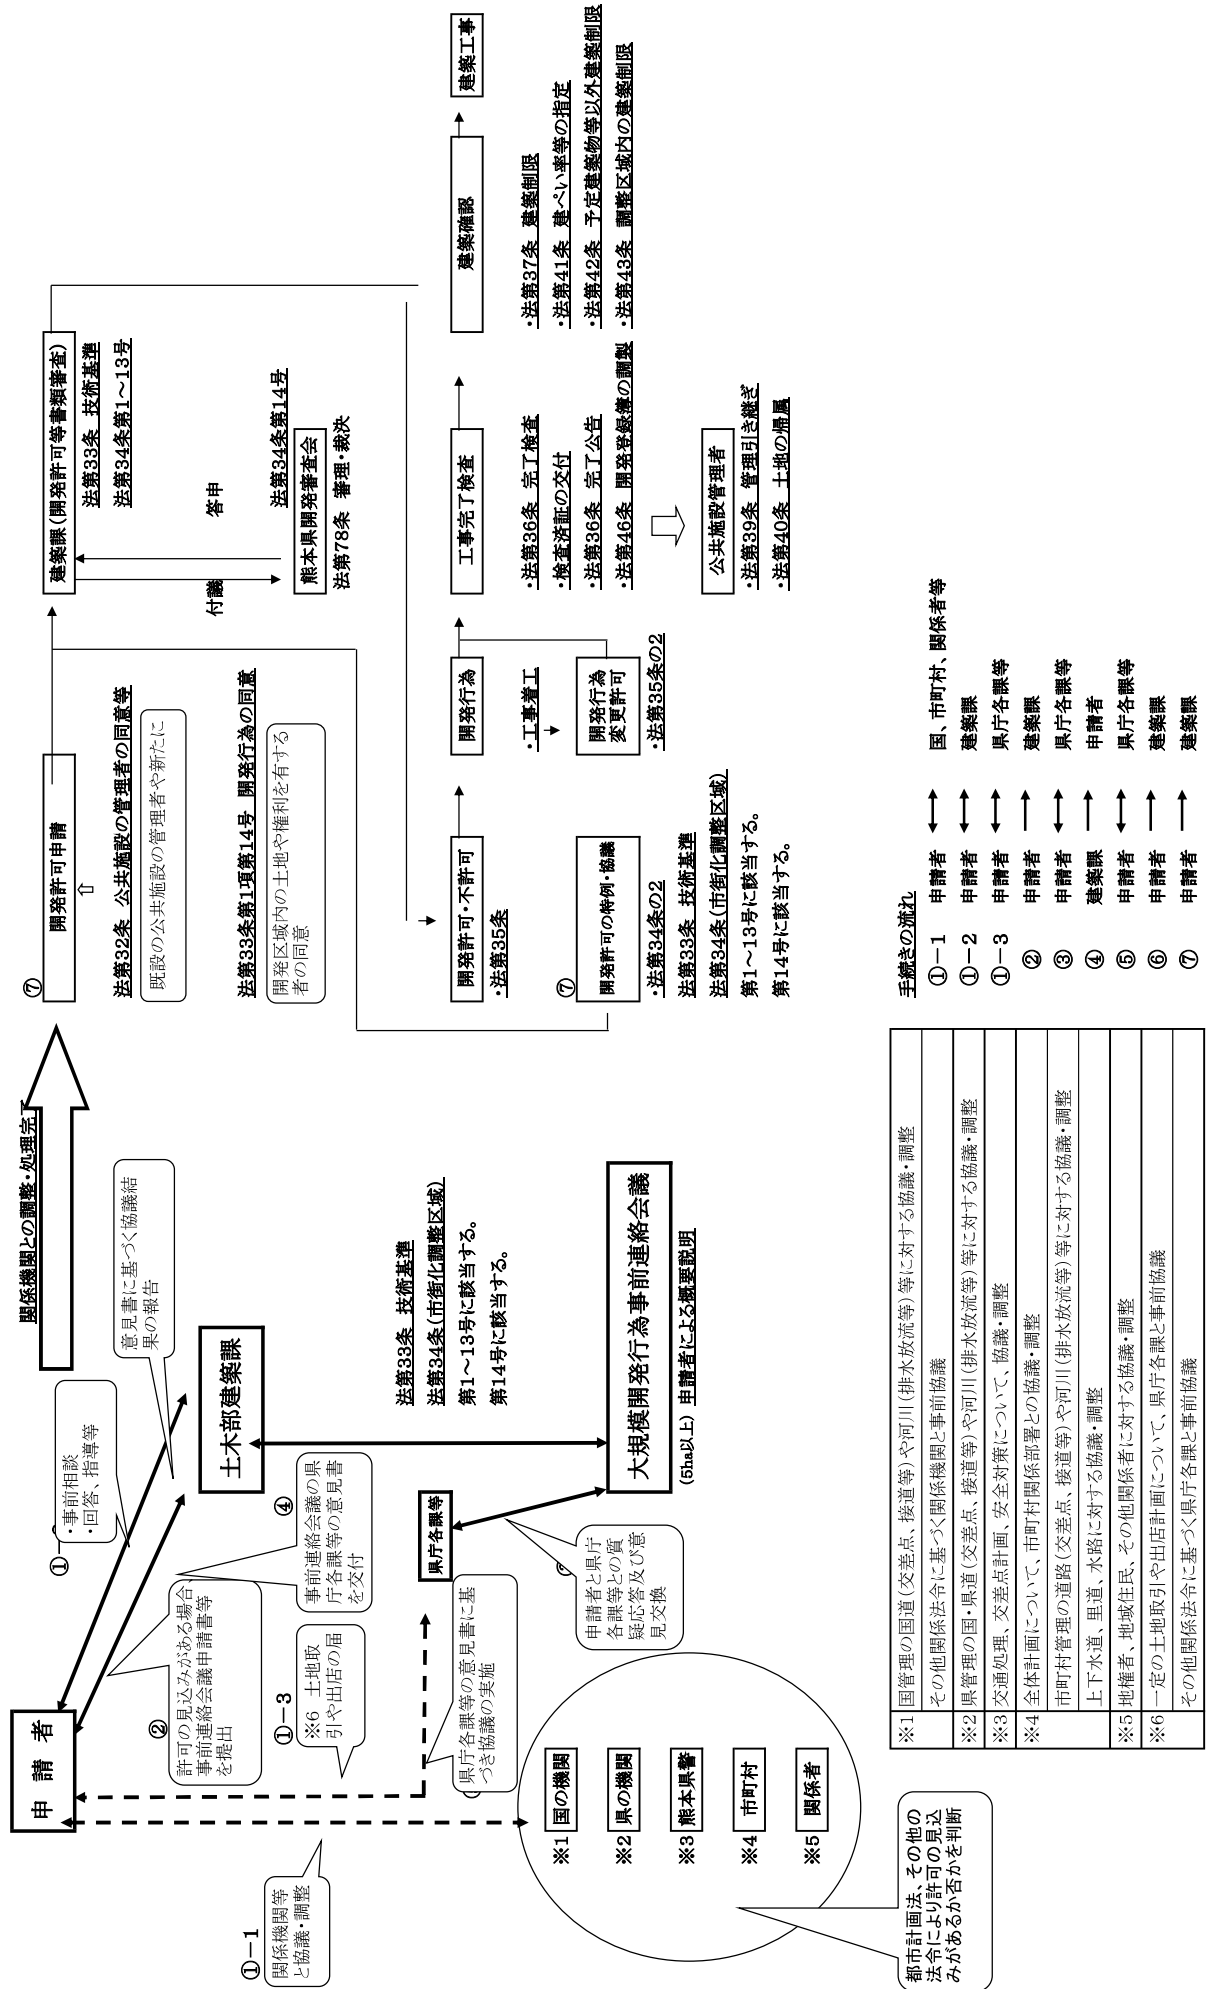 申　請　者
①－1
関係機関等
と協議・調整
①
・事前相談
・回答、指導等
意見書に基づく協議結
果の報告
②
許可の見込みがある場合、
事前連絡会議申請書等
を提出
④
事前連絡会議の県
庁各課等の意見書
を交付
①－3
※6　土地取
引や出店の届
土木部建築課
法第33条　技術基準
法第34条（市街化調整区域）
第1～13号に該当する。
第14号に該当する。
県庁各課等
県庁各課等の意見書に基
づき協議の実施
申請者と県庁
各課等との質
疑応答及び意
見交換
大規模開発行為事前連絡会議
（5ha以上）　申請者による概要説明
※1　国の機関
※2　県の機関
※3　熊本県警
※4　市町村
※5　関係者
都市計画法、その他の
法令により許可の見込
みがあるか否かを判断
関係機関との調整・処理完了
⑦
開発許可申請
法第32条　公共施設の管理者の同意等
既設の公共施設の管理者や新たに
法第33条第1項第14号　開発行為の同意
開発区域内の土地や権利を有する
者の同意
建築課（開発許可等書類審査）
法第33条　技術基準
法第34条第1～13号
付議
答申
法第34条第14号
熊本県開発審査会
法第78条　審理・裁決
開発許可・不許可
・法第35条
⑦
開発許可の特例・協議
・法第34条の2
法第33条　技術基準
法第34条（市街化調整区域）
第1～13号に該当する。
第14号に該当する。
開発行為
・工事着工
開発行為
変更許可
・法第35条の2
工事完了検査
・法第36条　完了検査
・検査済証の交付
・法第36条　完了公告
・法第46条　開発登録簿の調製
公共施設管理者
・法第39条　管理引き継ぎ
・法第40条　土地の帰属
建築確認
・法第37条　建築制限
・法第41条　建ぺい率等の指定
・法第42条　予定建築物等以外建築制限
・法第43条　調整区域内の建築制限
建築工事
※1　国管理の国道（交差点、接道等）や河川（排水放流等）等に対する協議・調整
その他関係法令に基づく関係機関と事前協議
※2　県管理の国・県道（交差点、接道等）や河川（排水放流等）等に対する協議・調整
※3　交通処理、交差点計画、安全対策について、協議・調整
※4　全体計画について、市町村関係部署との協議・調整
市町村管理の道路（交差点、接道等）や河川（排水放流等）等に対する協議・調整
上下水道、里道、水路に対する協議・調整
※5　地権者、地域住民、その他関係者に対する協議・調整
※6　一定の土地取引や出店計画について、県庁各課と事前協議
その他関係法令に基づく県庁各課と事前協議
手続きの流れ
①－1　申請者　国、市町村、関係者等
①－2　申請者　建築課
①－3　申請者　県庁各課等
②　申請者　建築課
③　申請者　県庁各課等
④　建築課　申請者
⑤　申請者　県庁各課等
⑥　申請者　建築課
⑦　申請者　建築課